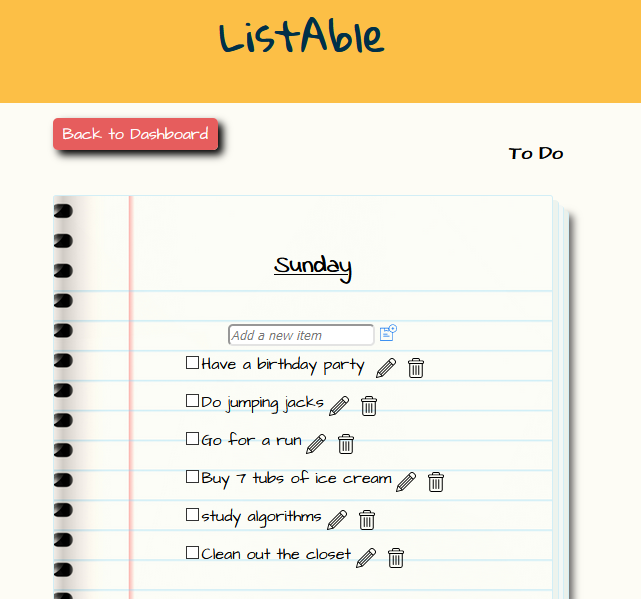 ListAble
Back to Dashboard
To Do
Sunday
Add a new item
Have a birthday party
Do jumping jacks
Go for a run
Buy 7 tubs of ice cream
study algorithms
Clean out the closet